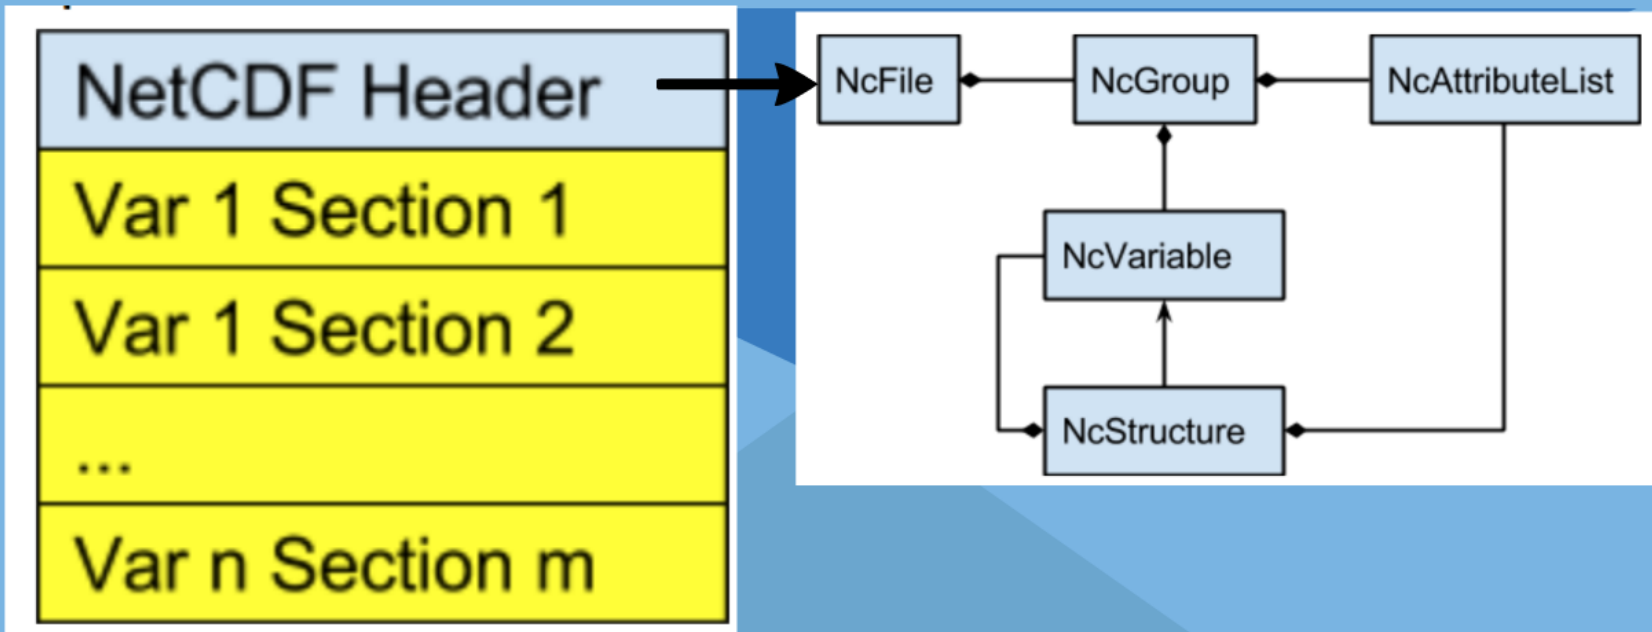 NetCDF Header
Var 1 Section 1
Var 1 Section 2
...
Var n Section m
NcFile
NcGroup
NcAttributeList
NcVariable
NcStructure